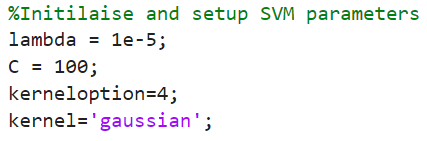 %Initilaise and setup SVM parameters
lambda = 1e-5;
C = 100;
kerneloption=4;
kernel='gaussian';